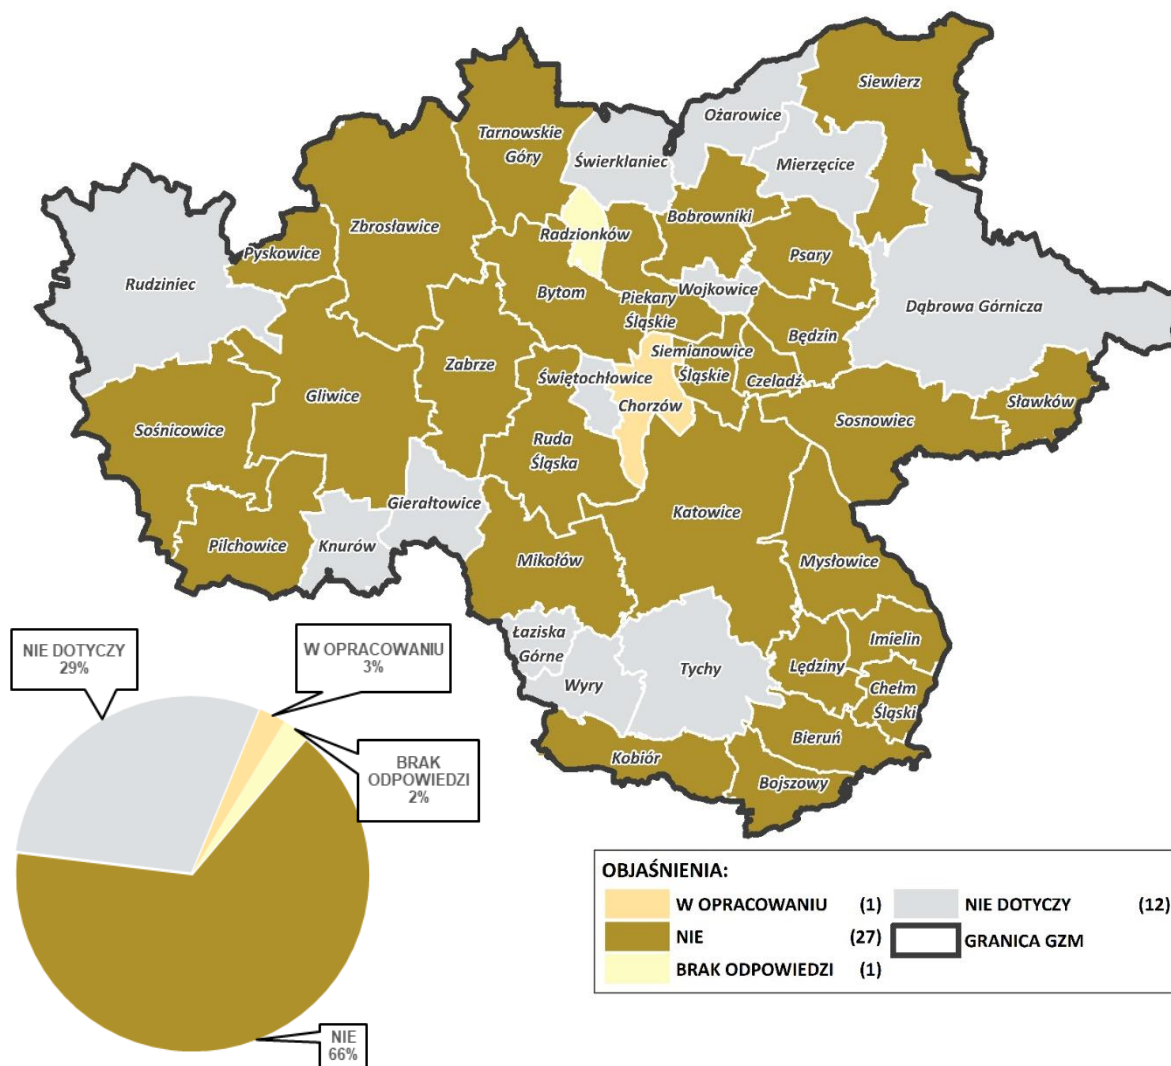 Siewierz
Ożarowice
Tarnowskie
Góry
Świerklaniec
Mierzęcice
Zbrosławice
Radzionków
Bobrowniki
Pyskowice
Psary
Rudziniec
Bytom
Wojkowice
Piekary
Śląskie
Dąbrowa Górnicza
Będzin
Siemianowice
Śląskie
Zabrze
Świętochłowice
Czeladź
Gliwice
Chorzów
Sławków
Sosnowiec
Sośnicowice
Ruda
Śląska
Gierałtowice
Katowice
Pilchowice
Knurów
Mikołów
Mysłowice
Łaziska
Górne
Imielin
Tychy
Lędziny
Wyry
Chełm
Śląski
Bieruń
Kobiór
Bojszowy
NIE DOTYCZY
29%
W OPRACOWANIU
3%
BRAK
ODPOWIEDZI
2%
NIE
66%
OBJAŚNIENIA:
W OPRACOWANIU (1)
NIE (27)
BRAK ODPOWIEDZI (1)
NIE DOTYCZY (12)
GRANICA GZM